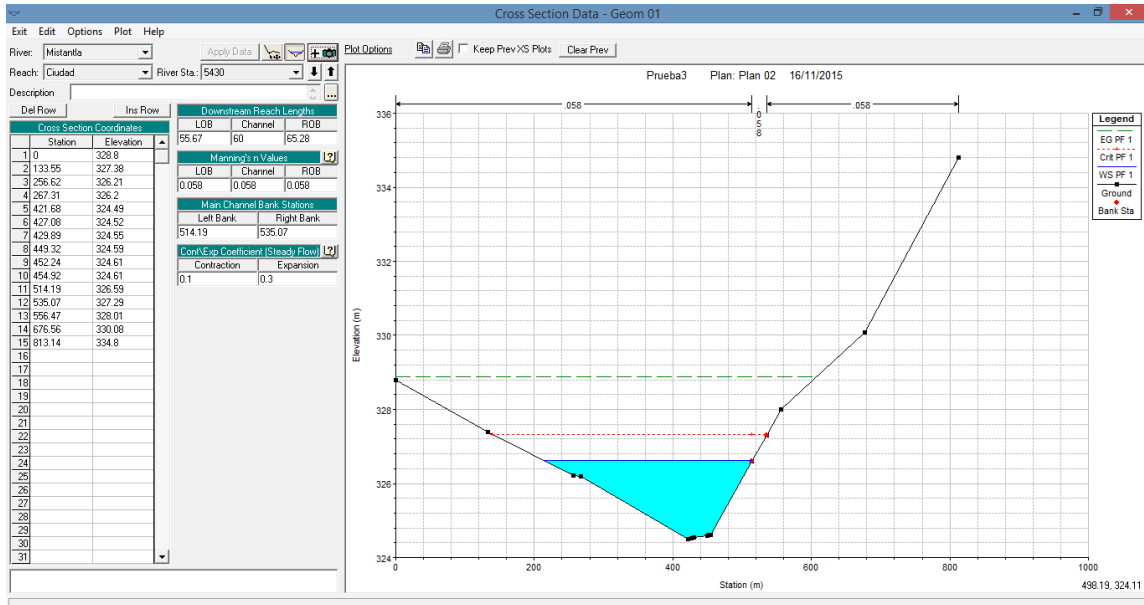 Cross Section Data - Geom 01
Exit Edit Options Plot Help
River: Mistantla
Apply Data
Plot Options
Keep Prev XS Plots
Clear Prev
Reach: Ciudad
River Sta.: 5430
Description
...
Del Row
Ins Row
Cross Section Coordinates
Station Elevation
1 0 328.8
2 133.55 327.38
3 256.62 326.21
4 267.31 326.2
5 421.68 324.49
6 427.08 324.52
7 429.89 324.55
8 449.32 324.59
9 452.24 324.61
10 454.92 324.61
11 514.19 326.59
12 535.07 327.29
13 556.47 328.01
14 676.56 330.08
15 813.14 334.8
16
17
18
19
20
21
22
23
24
25
26
27
28
29
30
31
Downstream Reach Lengths
LOB Channel ROB
55.67 60 65.28
Manning's n Values
LOB Channel ROB
0.058 0.058 0.058
Main Channel Bank Stations
Left Bank Right Bank
514.19 535.07
Cont\Exp Coefficient (Steady Flow)
Contraction Expansion
0.1 0.3
Prueba3 Plan: Plan 02 16/11/2015
.058
.058
.058
336
334
332
330
328
326
324
Elevation (m)
0 200 400 600 800 1000
Station (m)
Legend
EG PF 1
Crit PF 1
WS PF 1
Ground
Bank Sta
498.19, 324.11